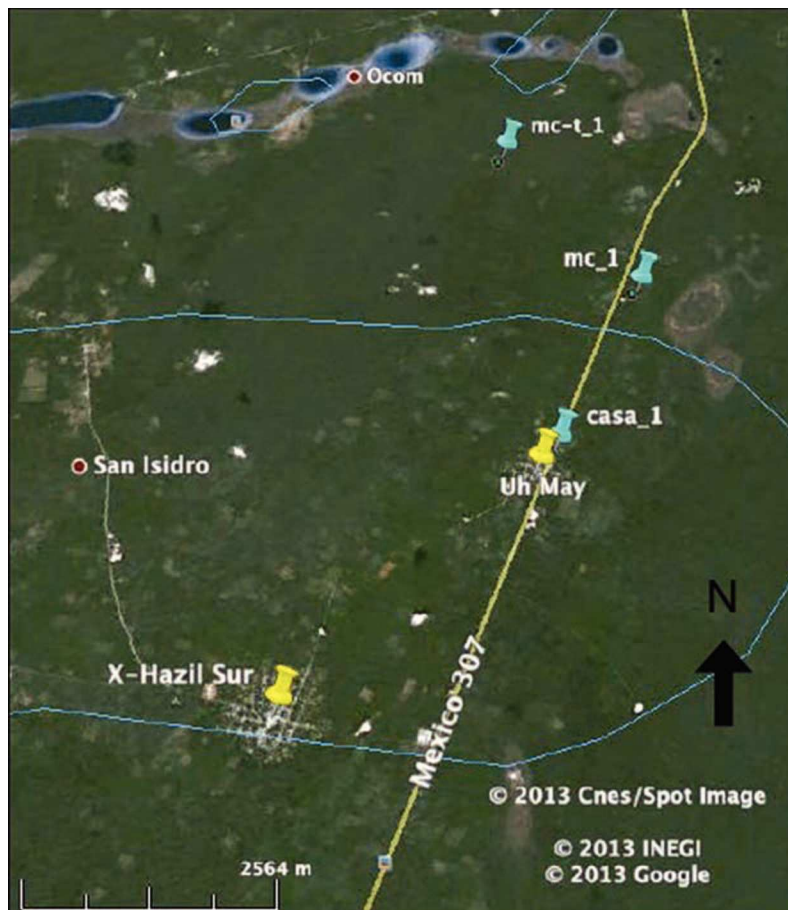 Ocom
mc-t_1
mc_1
casa_1
San Isidro
Uh May
N
X-Hazil Sur
Mexico 307
© 2013 Cnes/Spot Image
© 2013 INEGI
2564 m
© 2013 Google